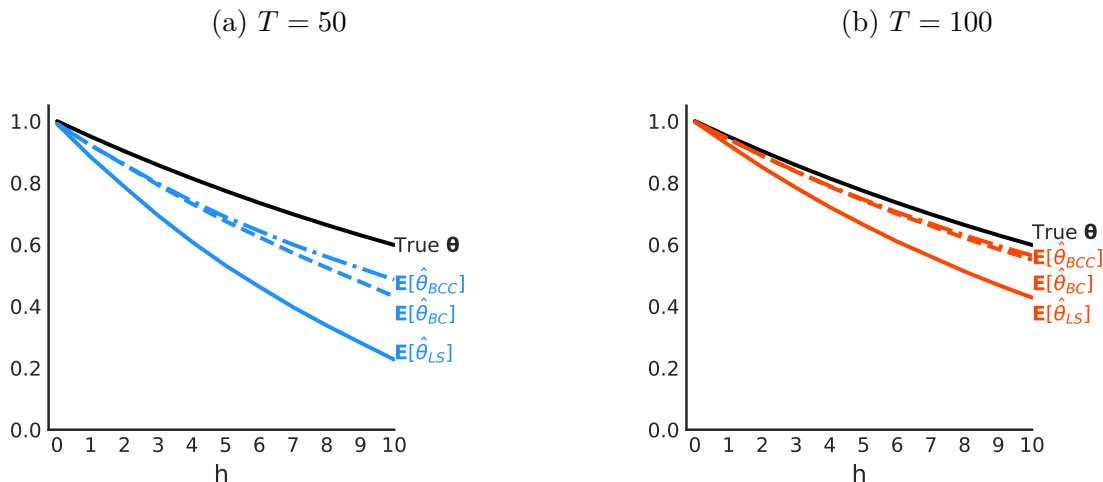 (a) T = 50
1.0
0.8
0.6
0.4
0.2
0.0
0 1 2 3 4 5 6 7 8 9 10
h
True θ
E[θ̂_BCC]
E[θ̂_BC]
E[θ̂_LS]
(b) T = 100
1.0
0.8
0.6
0.4
0.2
0.0
0 1 2 3 4 5 6 7 8 9 10
h
True θ
E[θ̂_BCC]
E[θ̂_BC]
E[θ̂_LS]